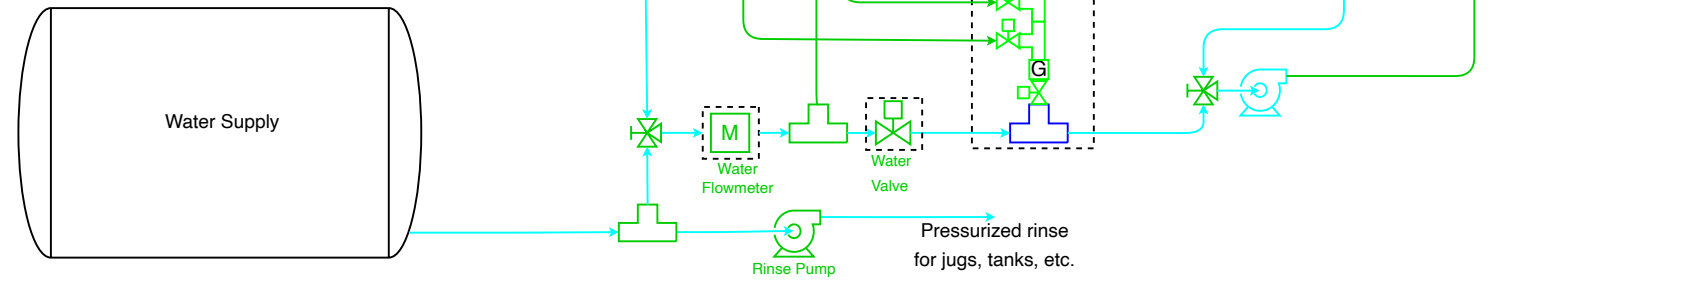 G
Water Supply
M
Water
Flowmeter
Water
Valve
Pressurized rinse
for jugs, tanks, etc.
Rinse Pump